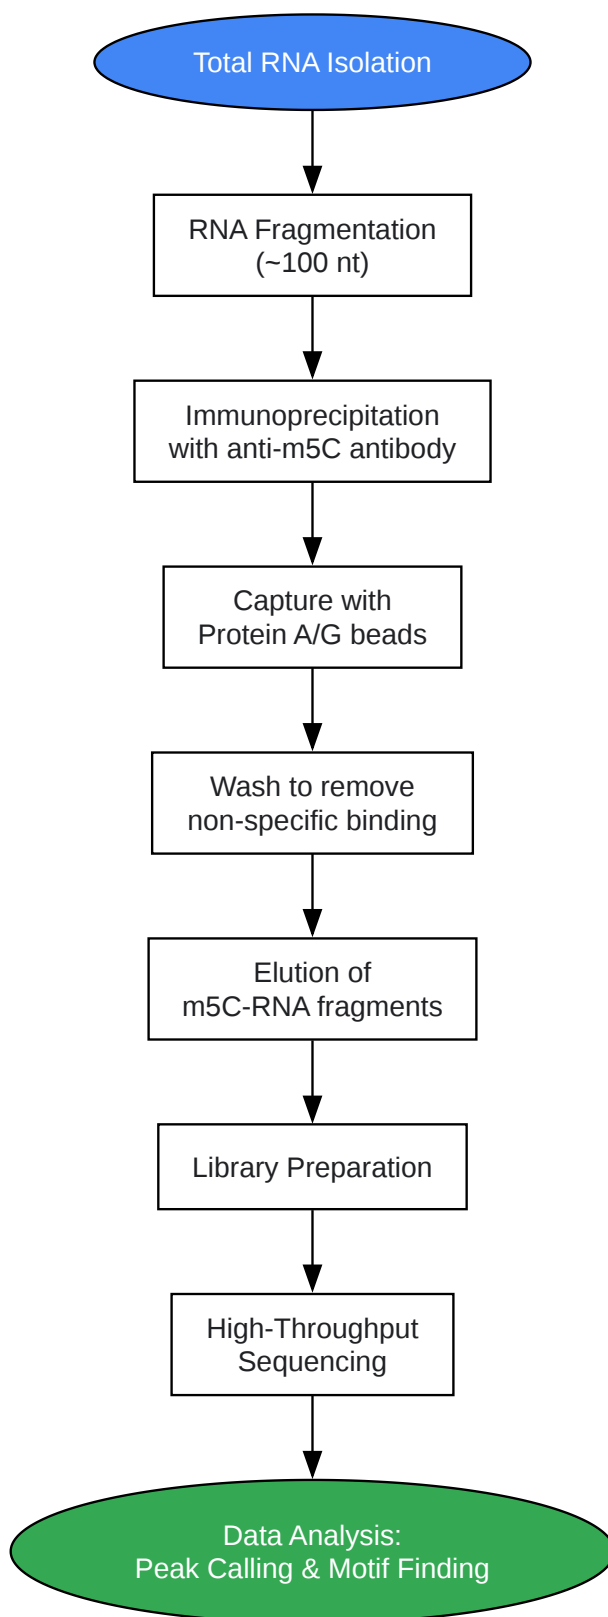 Total RNA Isolation
RNA Fragmentation
(~100 nt)
Immunoprecipitation
with anti-m5C antibody
Capture with
Protein A/G beads
Wash to remove
non-specific binding
Elution of
m5C-RNA fragments
Library Preparation
High-Throughput
Sequencing
Data Analysis:
Peak Calling & Motif Finding